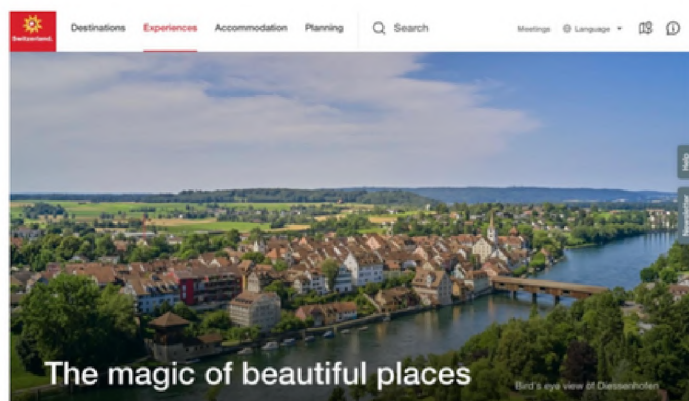 Switzerland.
Destinations Experiences Accommodation Planning Search Meetings Language
Help
Newsletter
The magic of beautiful places
Bird's eye view of Diessenhofen